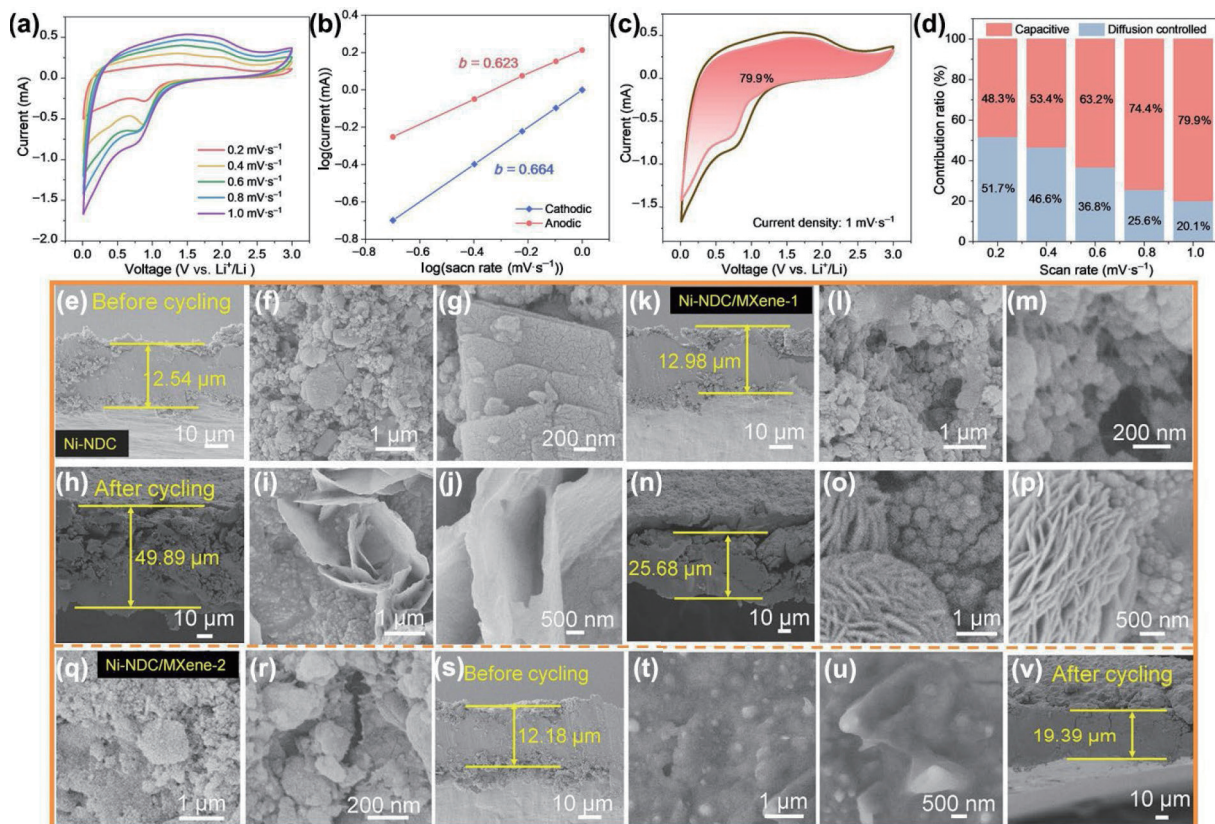 (a)
Current (mA)
0.5
0.0
−0.5
−1.0
−1.5
−2.0
0.2 mV·s⁻¹
0.4 mV·s⁻¹
0.6 mV·s⁻¹
0.8 mV·s⁻¹
1.0 mV·s⁻¹
0.0 0.5 1.0 1.5 2.0 2.5 3.0
Voltage (V vs. Li⁺/Li)
(b)
log(current (mA))
0.4
0.2
0.0
−0.2
−0.4
−0.6
−0.8
b = 0.623
b = 0.664
Cathodic
Anodic
−0.8 −0.7 −0.6 −0.5 −0.4 −0.3 −0.2 −0.1 0.0 0.1
log(sacn rate (mV·s⁻¹))
(c)
Current (mA)
0.5
0.0
−0.5
−1.0
−1.5
79.9%
Current density: 1 mV·s⁻¹
0.0 0.5 1.0 1.5 2.0 2.5 3.0
Voltage (V vs. Li⁺/Li)
(d)
Capacitive Diffusion controlled
Contribution ratio (%)
100
80
60
40
20
0
48.3% 53.4% 63.2% 74.4% 79.9%
51.7% 46.6% 36.8% 25.6% 20.1%
0.2 0.4 0.6 0.8 1.0
Scan rate (mV·s⁻¹)
(e) Before cycling
2.54 µm
Ni-NDC
10 µm
(f)
1 µm
(g)
200 nm
(k) Ni-NDC/MXene-1
12.98 µm
10 µm
(l)
1 µm
(m)
200 nm
(h) After cycling
49.89 µm
10 µm
(i)
1 µm
(j)
500 nm
(n)
25.68 µm
10 µm
(o)
1 µm
(p)
500 nm
(q) Ni-NDC/MXene-2
1 µm
(r)
200 nm
(s) Before cycling
12.18 µm
10 µm
(t)
1 µm
(u)
500 nm
(v) After cycling
19.39 µm
10 µm